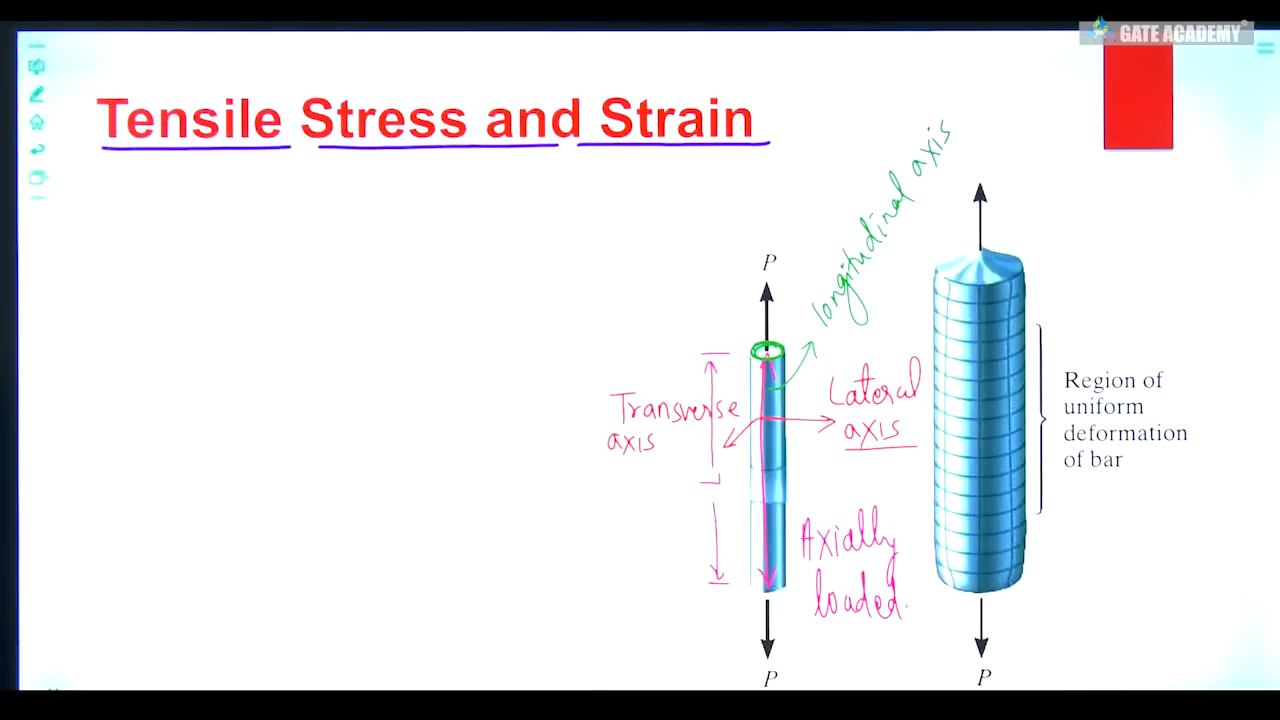 GATE ACADEMY®
Tensile Stress and Strain
longitudinal axis
P
Transverse
axis
Lateral
axis
Region of
uniform
deformation
of bar
Axially
loaded.
P
P